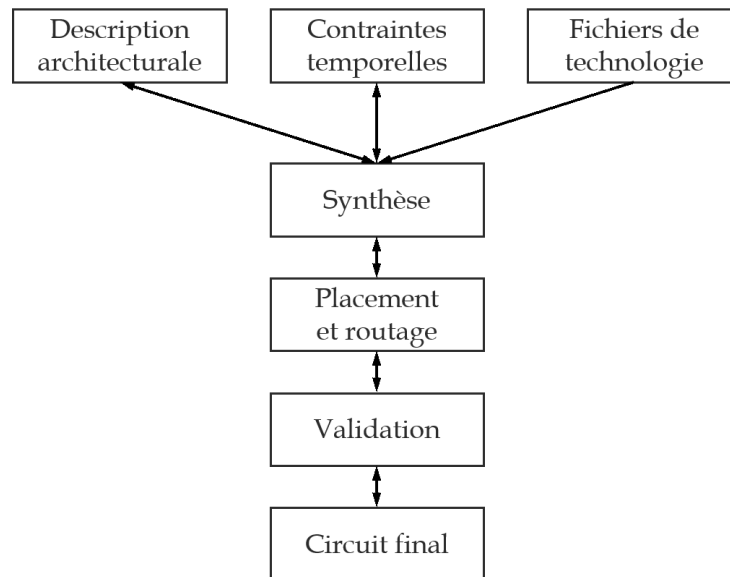 Description
architecturale
Contraintes
temporelles
Fichiers de
technologie
Synthèse
Placement
et routage
Validation
Circuit final